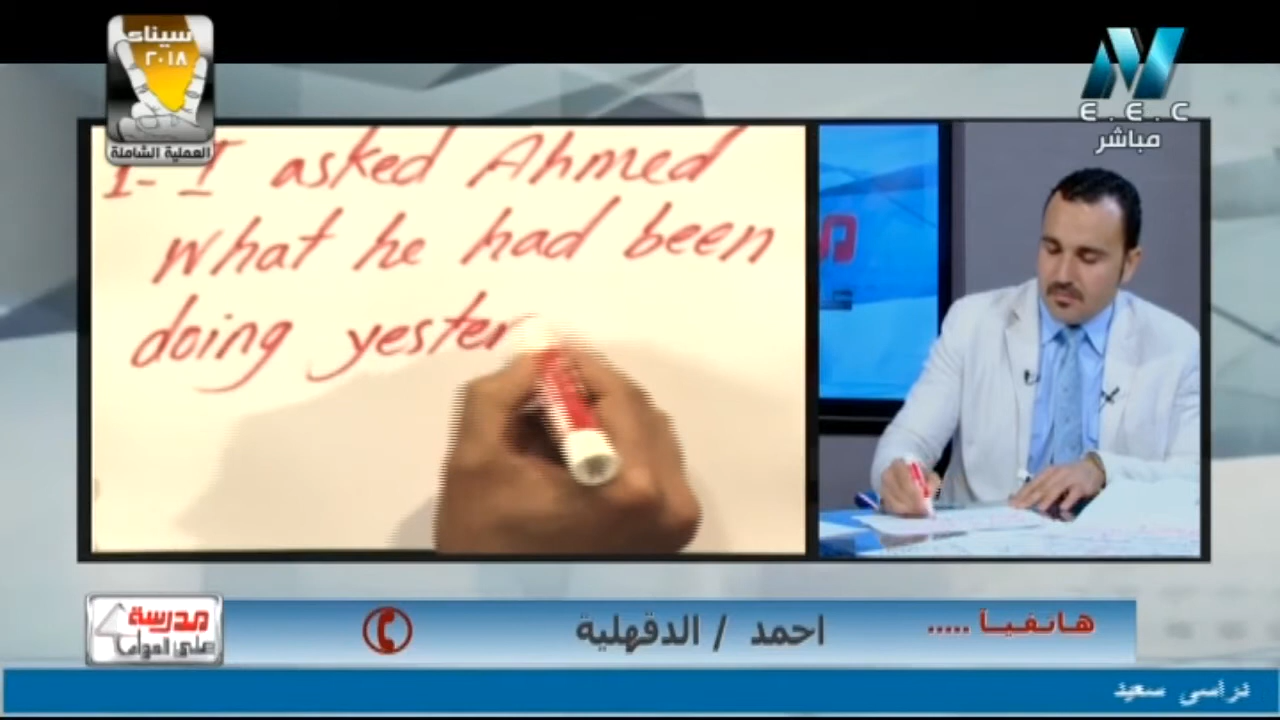 سيناء
٢٠١٨
العملية الشاملة
E.E.C
مباشر
1- I asked Ahmed
what he had been
doing yester
هاتفياً .....
احمد / الدقهلية
مدرسة
على الهواء
دراسى سعيد